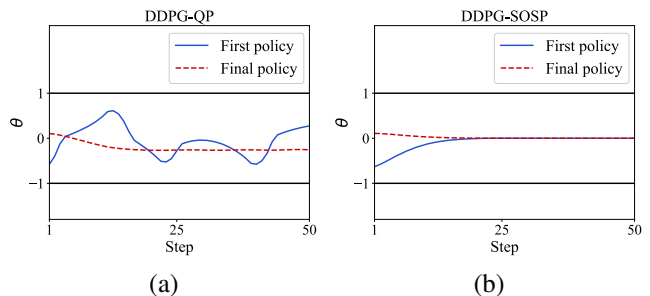 DDPG-QP
First policy
Final policy
1
0
−1
θ
1
25
50
Step
(a)
DDPG-SOSP
First policy
Final policy
1
0
−1
θ
1
25
50
Step
(b)